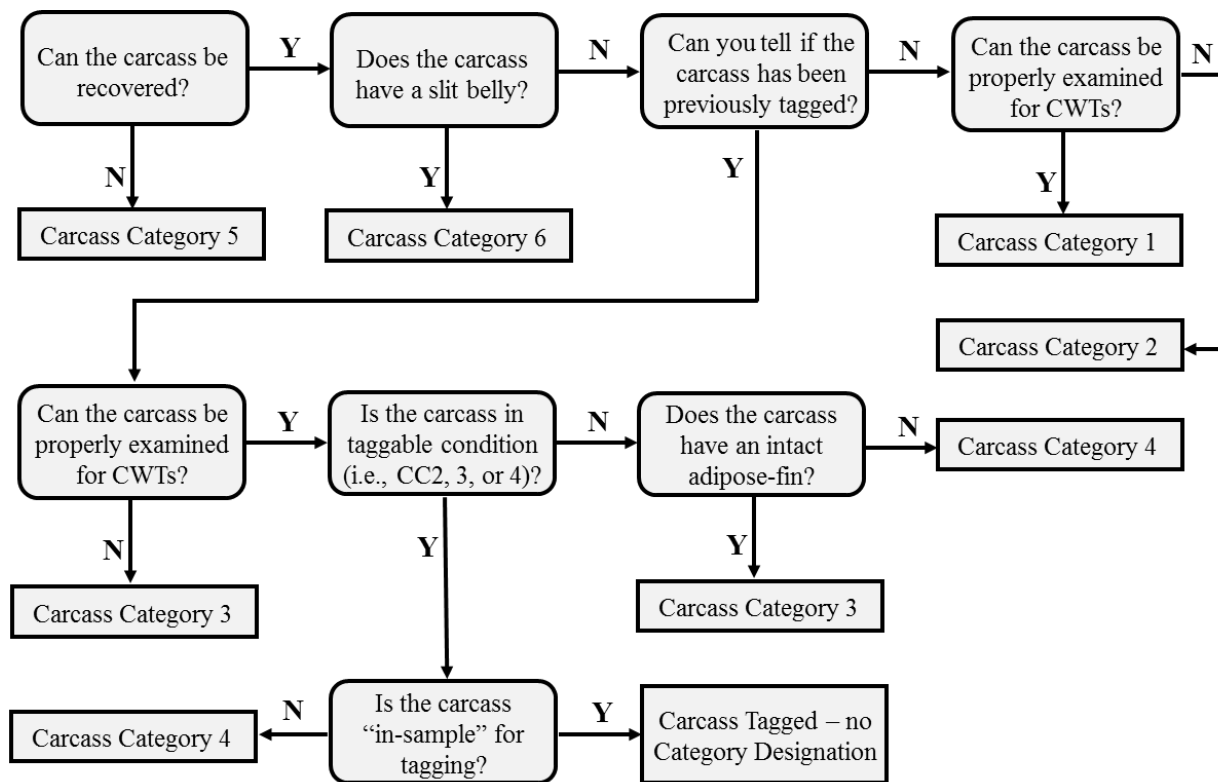 Can the carcass be
recovered?
Y
Does the carcass
have a slit belly?
N
Can you tell if the
carcass has been
previously tagged?
N
Can the carcass be
properly examined
for CWTs?
N
N
Y
Y
Y
Carcass Category 5
Carcass Category 6
Carcass Category 1
Carcass Category 2
Can the carcass be
properly examined
for CWTs?
Y
Is the carcass in
taggable condition
(i.e., CC2, 3, or 4)?
N
Does the carcass
have an intact
adipose-fin?
N
Carcass Category 4
N
Y
Y
Carcass Category 3
Carcass Category 3
Carcass Category 4
N
Is the carcass
“in-sample” for
tagging?
Y
Carcass Tagged – no
Category Designation